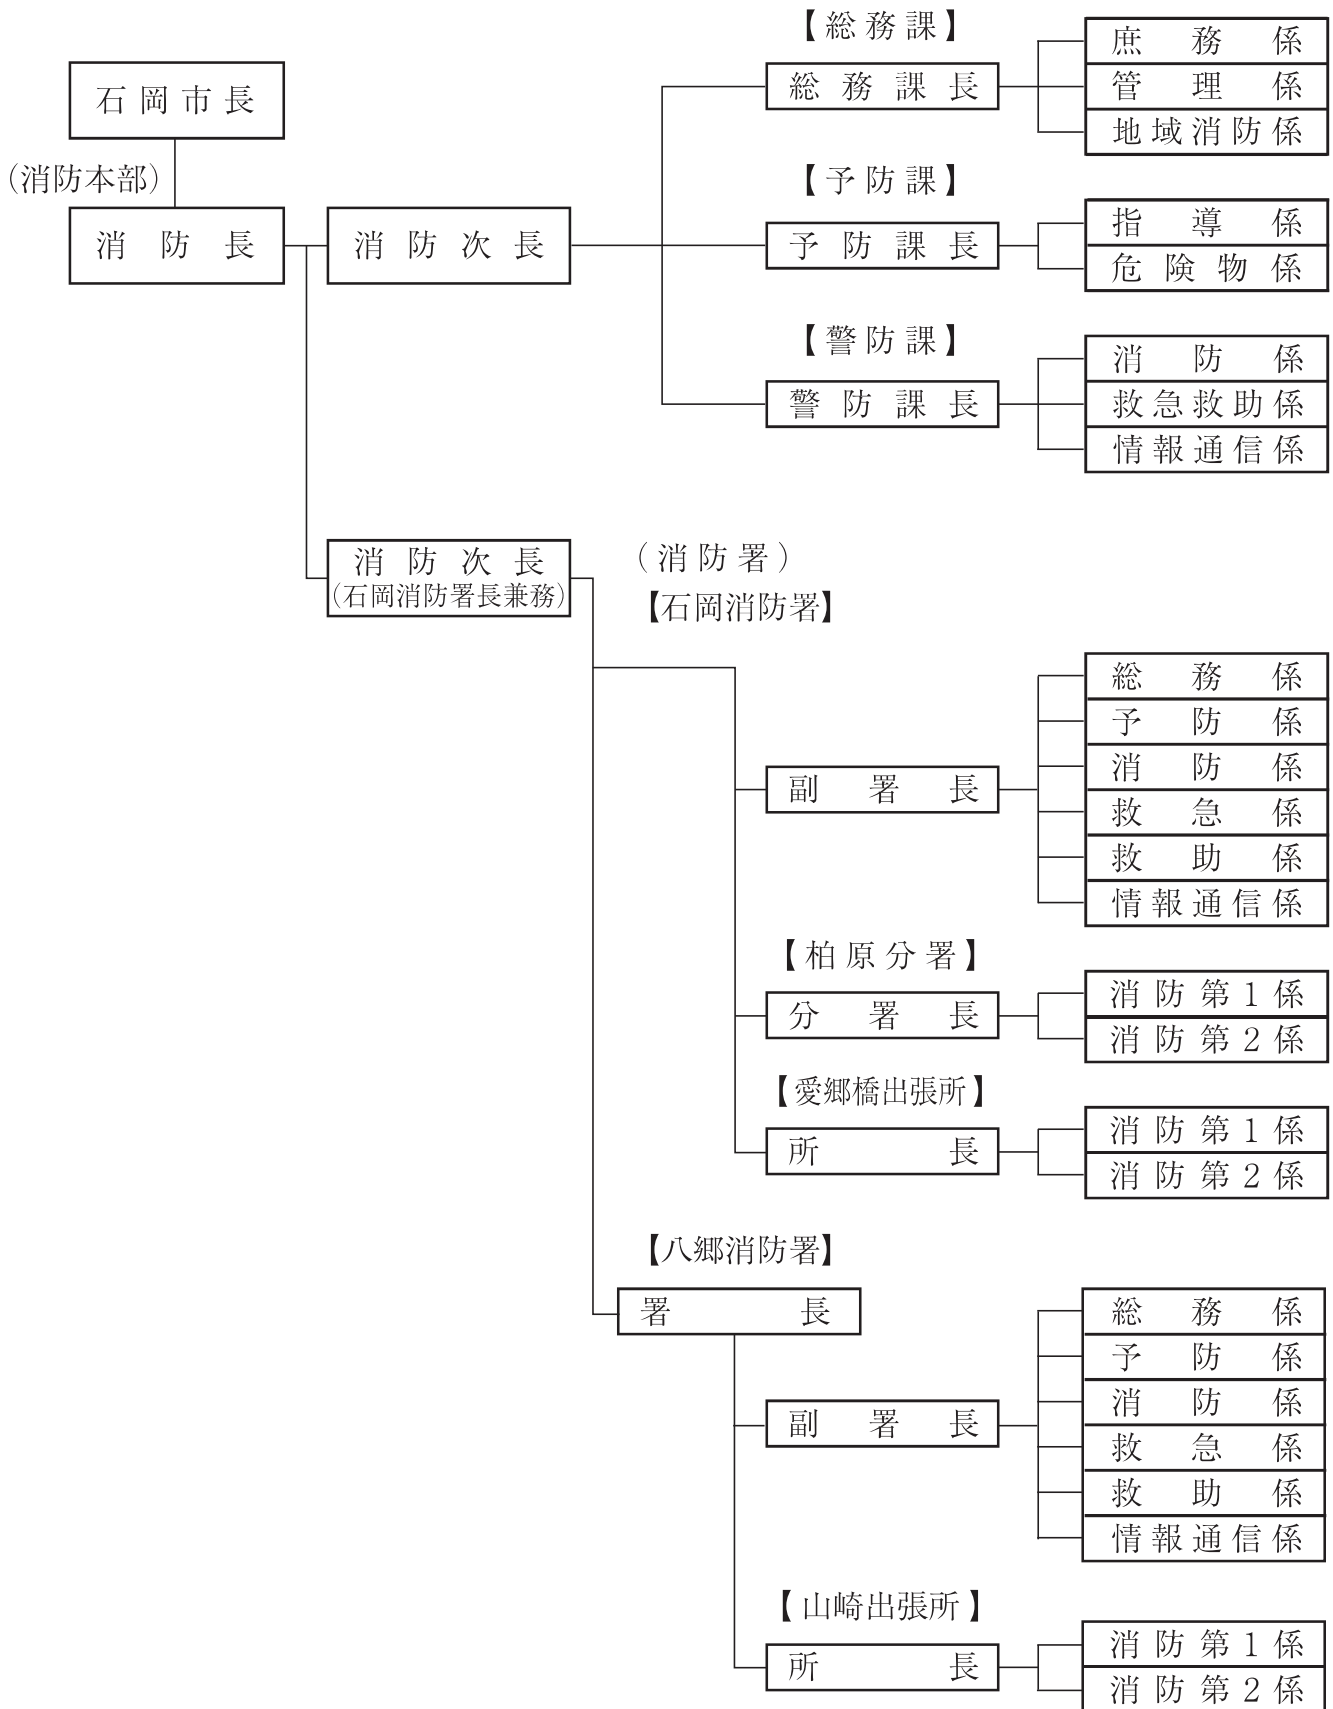 石岡市長
（消防本部）
消防長
消防次長
【総務課】
総務課長
庶務係
管理係
地域消防係
【予防課】
予防課長
指導係
危険物係
【警防課】
警防課長
消防係
救急救助係
情報通信係
消防次長
（石岡消防署長兼務）
（消防署）
【石岡消防署】
副署長
総務係
予防係
消防係
救急係
救助係
情報通信係
【柏原分署】
分署長
消防第1係
消防第2係
【愛郷橋出張所】
所長
消防第1係
消防第2係
【八郷消防署】
署長
副署長
総務係
予防係
消防係
救急係
救助係
情報通信係
【山崎出張所】
所長
消防第1係
消防第2係